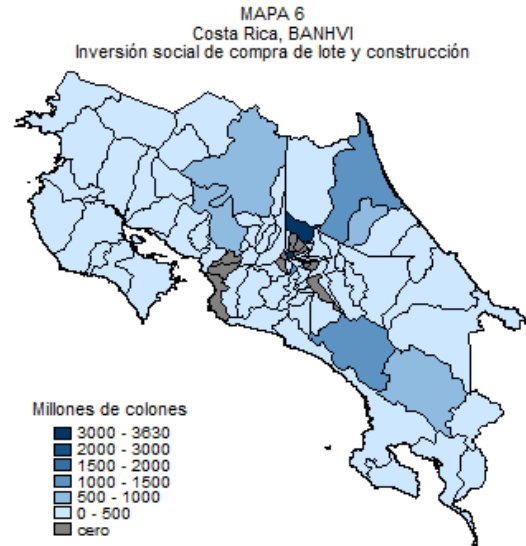 MAPA 6
Costa Rica, BANHVI
Inversión social de compra de lote y construcción
Millones de colones
3000 - 3630
2000 - 3000
1500 - 2000
1000 - 1500
500 - 1000
0 - 500
cero